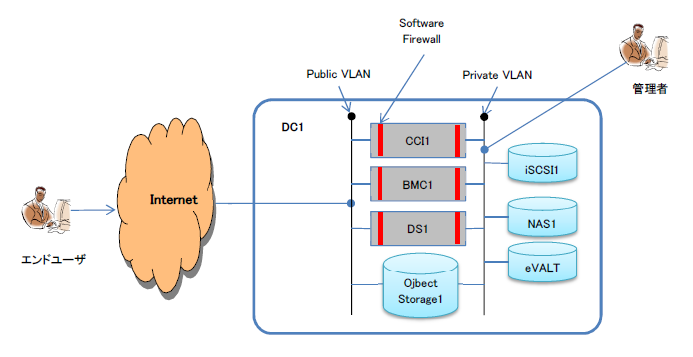 Software
Firewall
管理者
Public VLAN
Private VLAN
DC1
CCI1
iSCSI1
BMC1
Internet
NAS1
DS1
エンドユーザ
eVALT
Ojbect
Storage1